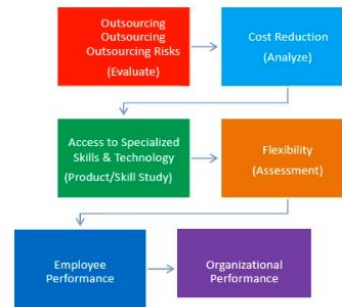 Outsourcing
Outsourcing
Outsourcing Risks
(Evaluate)
Cost Reduction
(Analyze)
Access to Specialized
Skills & Technology
(Product/Skill Study)
Flexibility
(Assessment)
Employee
Performance
Organizational
Performance